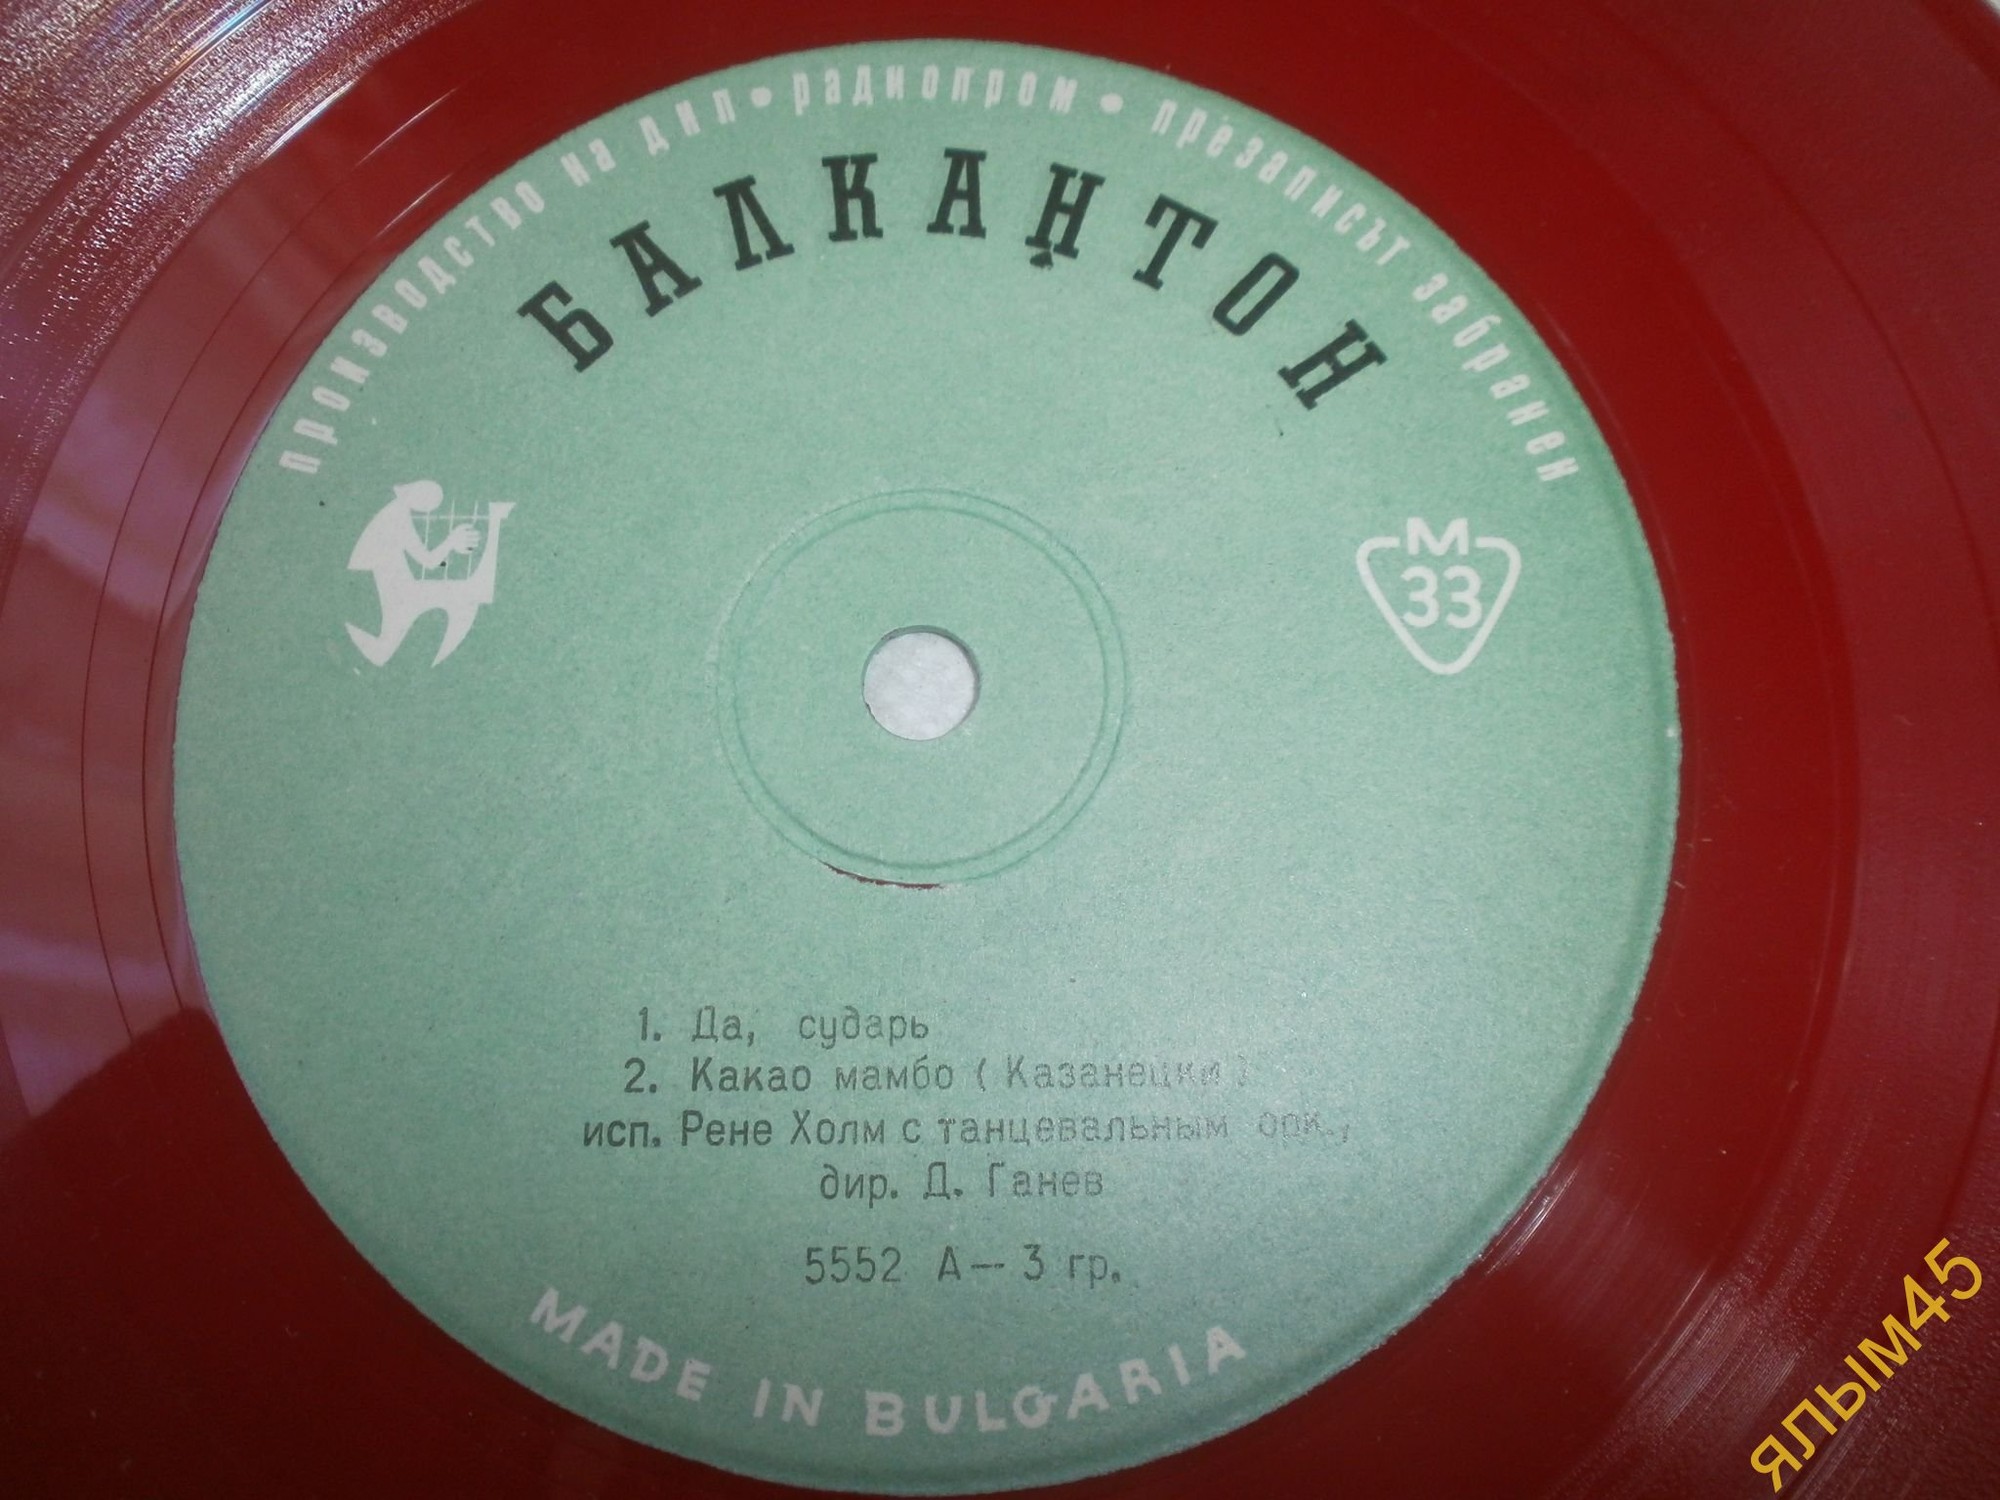 производство на дип • радиопром • презаписът забранен
БАЛКАНТОН
М
33
1. Да, сударь
2. Какао мамбо (Казанецки)
исп. Рене Холм с танцевальным орк.,
дир. Д. Ганев
5552 А — 3 гр.
MADE IN BULGARIA
ялым45